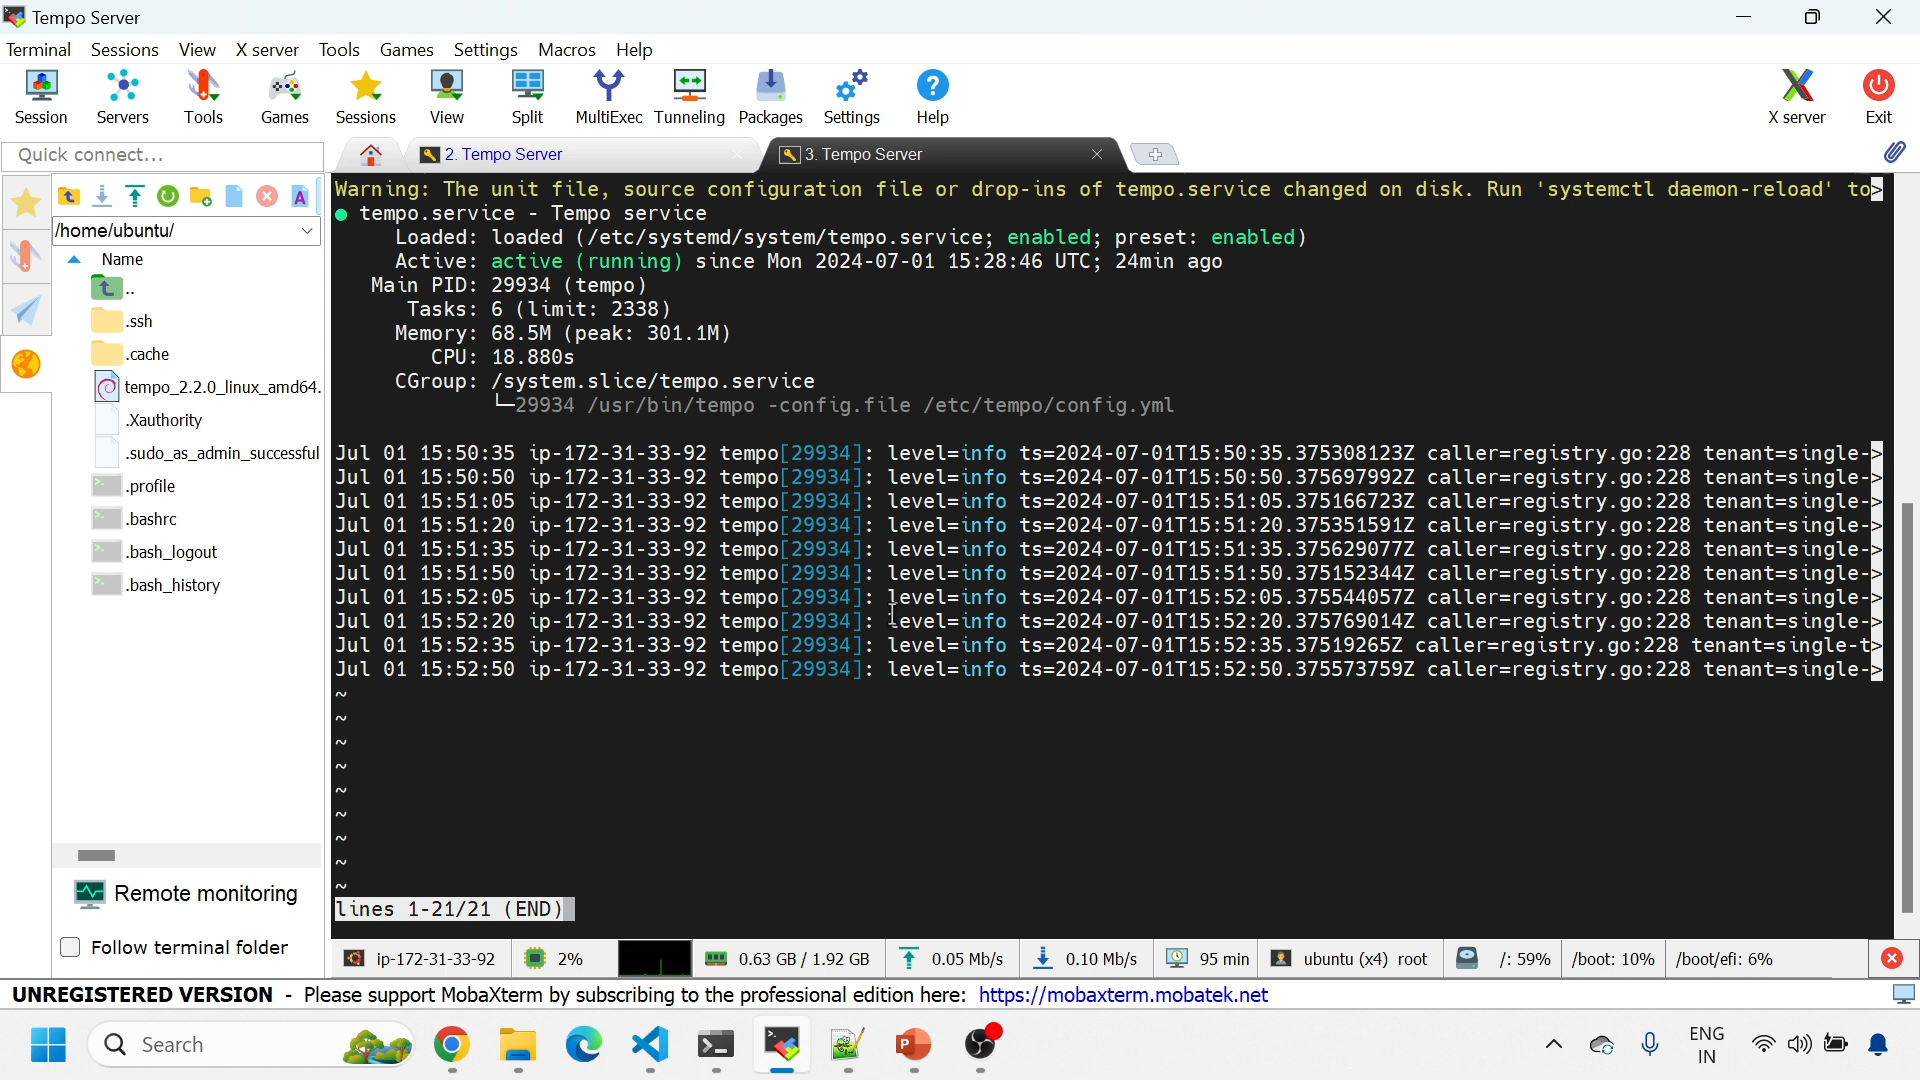 Tempo Server
Terminal Sessions View X server Tools Games Settings Macros Help
Session Servers Tools Games Sessions View Split MultiExec Tunneling Packages Settings Help X server Exit
Quick connect...
2. Tempo Server
3. Tempo Server
/home/ubuntu/
Name
..
.ssh
.cache
tempo_2.2.0_linux_amd64.
.Xauthority
.sudo_as_admin_successful
.profile
.bashrc
.bash_logout
.bash_history
Remote monitoring
Follow terminal folder
Warning: The unit file, source configuration file or drop-ins of tempo.service changed on disk. Run 'systemctl daemon-reload' to>
● tempo.service - Tempo service
Loaded: loaded (/etc/systemd/system/tempo.service; enabled; preset: enabled)
Active: active (running) since Mon 2024-07-01 15:28:46 UTC; 24min ago
Main PID: 29934 (tempo)
Tasks: 6 (limit: 2338)
Memory: 68.5M (peak: 301.1M)
CPU: 18.880s
CGroup: /system.slice/tempo.service
└─29934 /usr/bin/tempo -config.file /etc/tempo/config.yml
Jul 01 15:50:35 ip-172-31-33-92 tempo[29934]: level=info ts=2024-07-01T15:50:35.375308123Z caller=registry.go:228 tenant=single->
Jul 01 15:50:50 ip-172-31-33-92 tempo[29934]: level=info ts=2024-07-01T15:50:50.375697992Z caller=registry.go:228 tenant=single->
Jul 01 15:51:05 ip-172-31-33-92 tempo[29934]: level=info ts=2024-07-01T15:51:05.375166723Z caller=registry.go:228 tenant=single->
Jul 01 15:51:20 ip-172-31-33-92 tempo[29934]: level=info ts=2024-07-01T15:51:20.375351591Z caller=registry.go:228 tenant=single->
Jul 01 15:51:35 ip-172-31-33-92 tempo[29934]: level=info ts=2024-07-01T15:51:35.375629077Z caller=registry.go:228 tenant=single->
Jul 01 15:51:50 ip-172-31-33-92 tempo[29934]: level=info ts=2024-07-01T15:51:50.375152344Z caller=registry.go:228 tenant=single->
Jul 01 15:52:05 ip-172-31-33-92 tempo[29934]: level=info ts=2024-07-01T15:52:05.375544057Z caller=registry.go:228 tenant=single->
Jul 01 15:52:20 ip-172-31-33-92 tempo[29934]: level=info ts=2024-07-01T15:52:20.375769014Z caller=registry.go:228 tenant=single->
Jul 01 15:52:35 ip-172-31-33-92 tempo[29934]: level=info ts=2024-07-01T15:52:35.37519265Z caller=registry.go:228 tenant=single-t>
Jul 01 15:52:50 ip-172-31-33-92 tempo[29934]: level=info ts=2024-07-01T15:52:50.375573759Z caller=registry.go:228 tenant=single->
~
~
~
~
~
~
~
~
~
lines 1-21/21 (END)
ip-172-31-33-92 2% 0.63 GB / 1.92 GB 0.05 Mb/s 0.10 Mb/s 95 min ubuntu (x4) root /: 59% /boot: 10% /boot/efi: 6%
UNREGISTERED VERSION - Please support MobaXterm by subscribing to the professional edition here: https://mobaxterm.mobatek.net
Search
ENG
IN